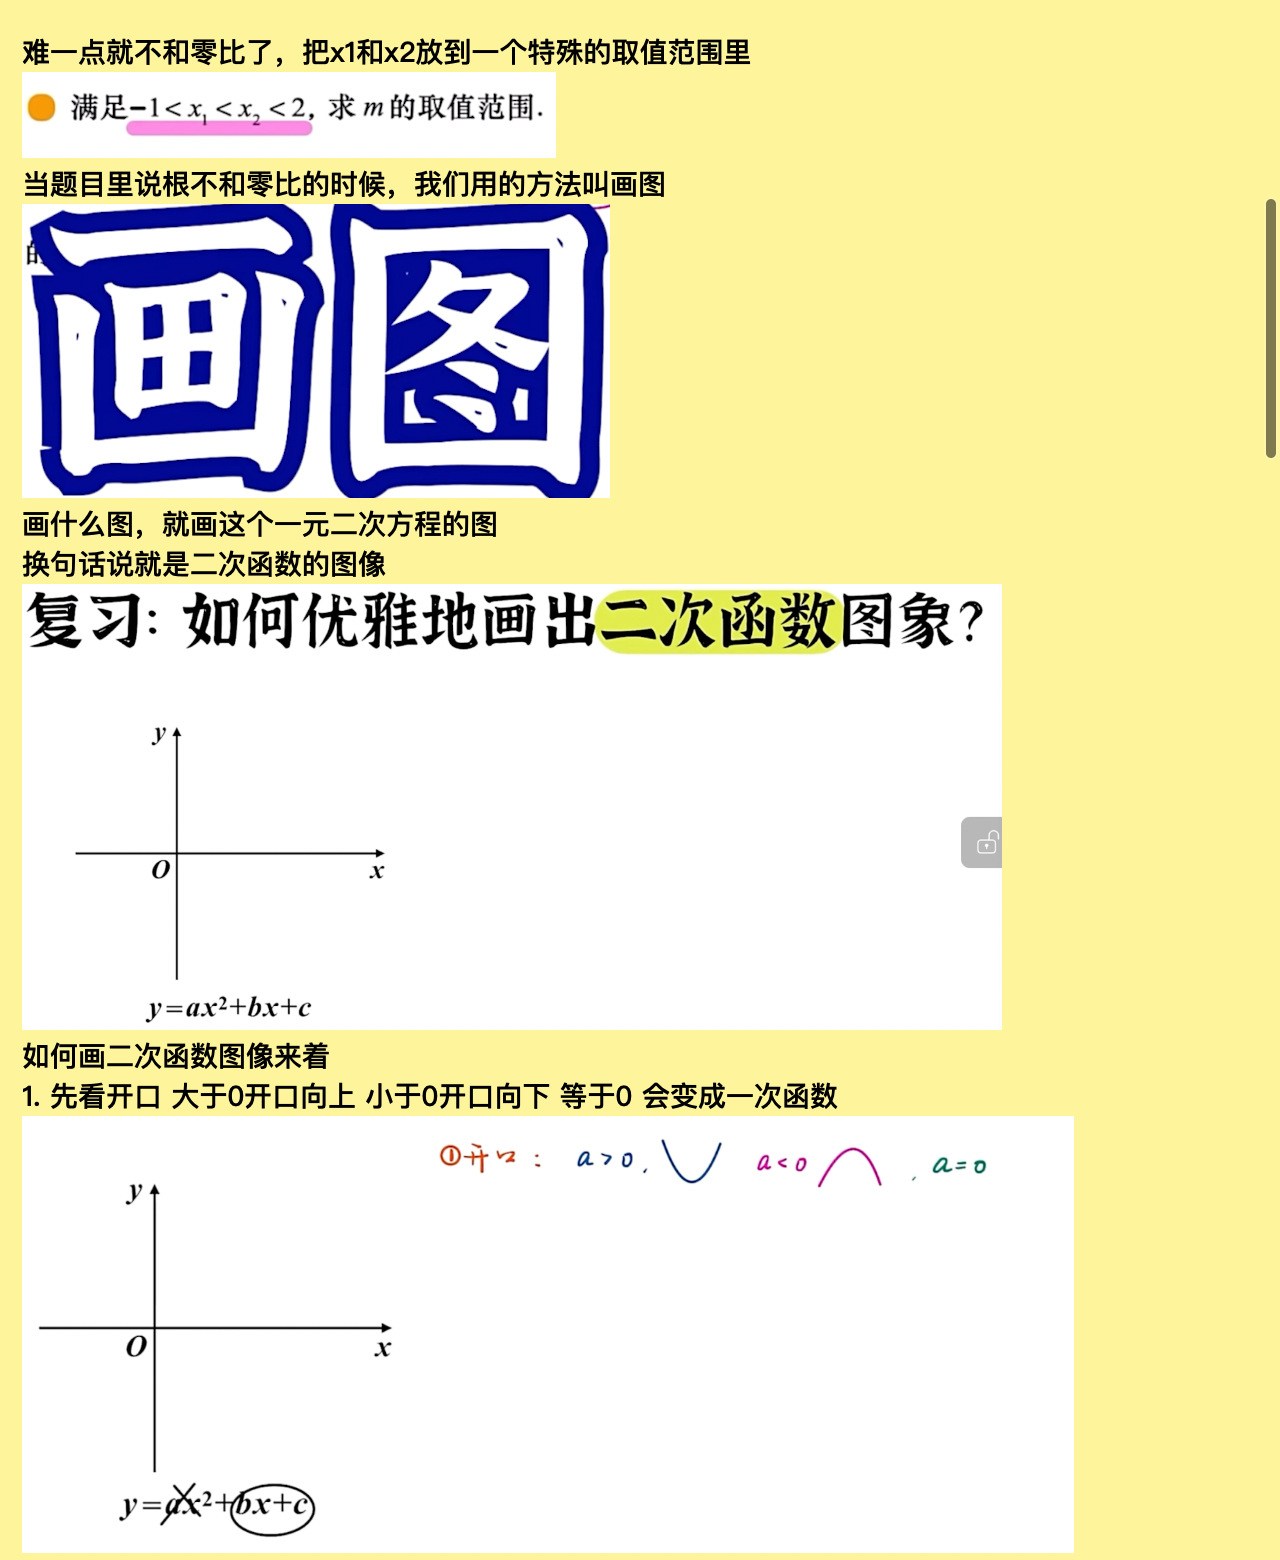 难一点就不和零比了，把x1和x2放到一个特殊的取值范围里
满足−1<x₁<x₂<2, 求m的取值范围.
当题目里说根不和零比的时候，我们用的方法叫画图
的
画图
画什么图，就画这个一元二次方程的图
换句话说就是二次函数的图像
复习: 如何优雅地画出二次函数图象?
y
O
x
y=ax²+bx+c
如何画二次函数图像来着
1. 先看开口 大于0开口向上 小于0开口向下 等于0 会变成一次函数
①开口: a>0, a<0 , a=0
y
O
x
y=ax²+bx+c